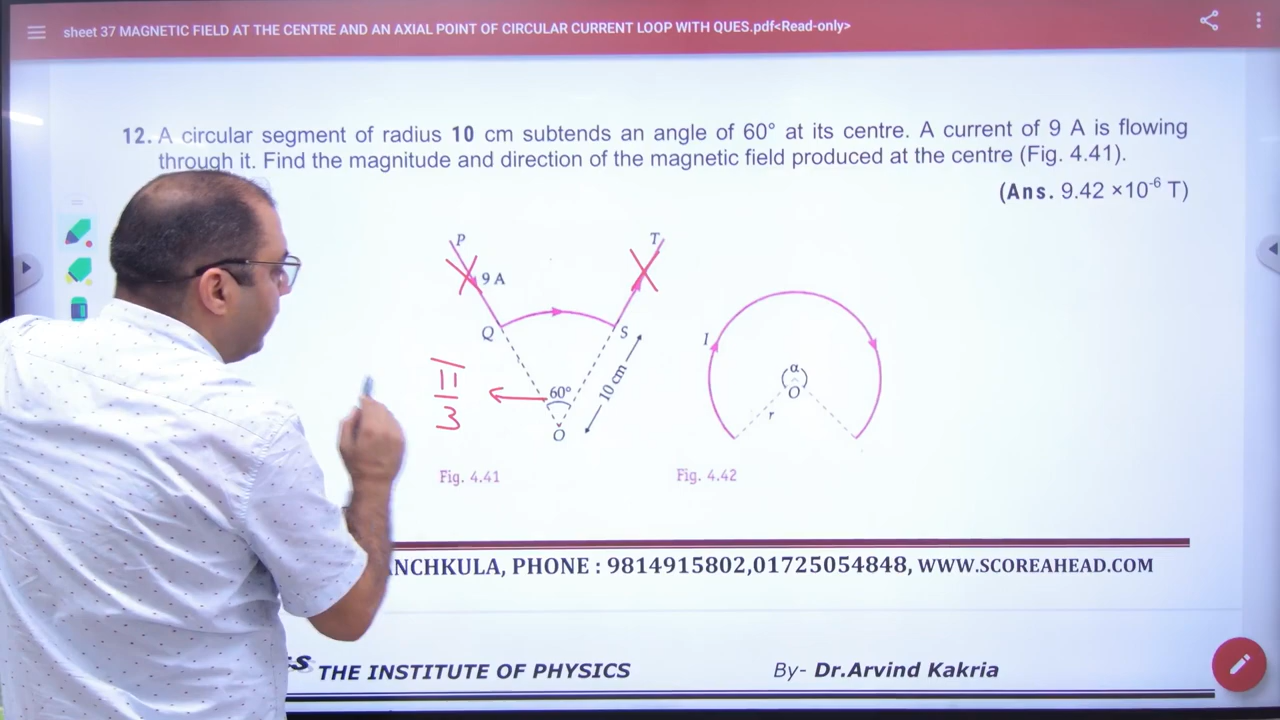 sheet 37 MAGNETIC FIELD AT THE CENTRE AND AN AXIAL POINT OF CIRCULAR CURRENT LOOP WITH QUES.pdf<Read-only>
12. A circular segment of radius 10 cm subtends an angle of 60° at its centre. A current of 9 A is flowing
through it. Find the magnitude and direction of the magnetic field produced at the centre (Fig. 4.41).
(Ans. 9.42 ×10⁻⁶ T)
P
T
9 A
Q
S
I
α
π/3
60°
10 cm
O
r
O
Fig. 4.41
Fig. 4.42
NCHKULA, PHONE : 9814915802,01725054848, WWW.SCOREAHEAD.COM
THE INSTITUTE OF PHYSICS
By- Dr.Arvind Kakria